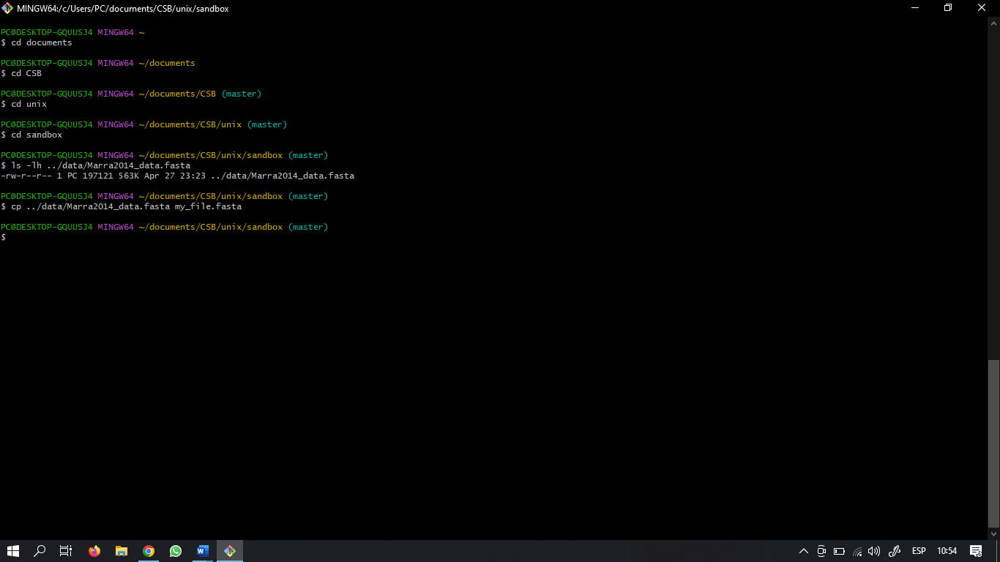 MINGW64:/c/Users/PC/documents/CSB/unix/sandbox
PC@DESKTOP-GQUUSJ4 MINGW64 ~
$ cd documents
PC@DESKTOP-GQUUSJ4 MINGW64 ~/documents
$ cd CSB
PC@DESKTOP-GQUUSJ4 MINGW64 ~/documents/CSB (master)
$ cd unix
PC@DESKTOP-GQUUSJ4 MINGW64 ~/documents/CSB/unix (master)
$ cd sandbox
PC@DESKTOP-GQUUSJ4 MINGW64 ~/documents/CSB/unix/sandbox (master)
$ ls -lh ../data/Marra2014_data.fasta
-rw-r--r-- 1 PC 197121 563K Apr 27 23:23 ../data/Marra2014_data.fasta
PC@DESKTOP-GQUUSJ4 MINGW64 ~/documents/CSB/unix/sandbox (master)
$ cp ../data/Marra2014_data.fasta my_file.fasta
PC@DESKTOP-GQUUSJ4 MINGW64 ~/documents/CSB/unix/sandbox (master)
$
ESP 10:54